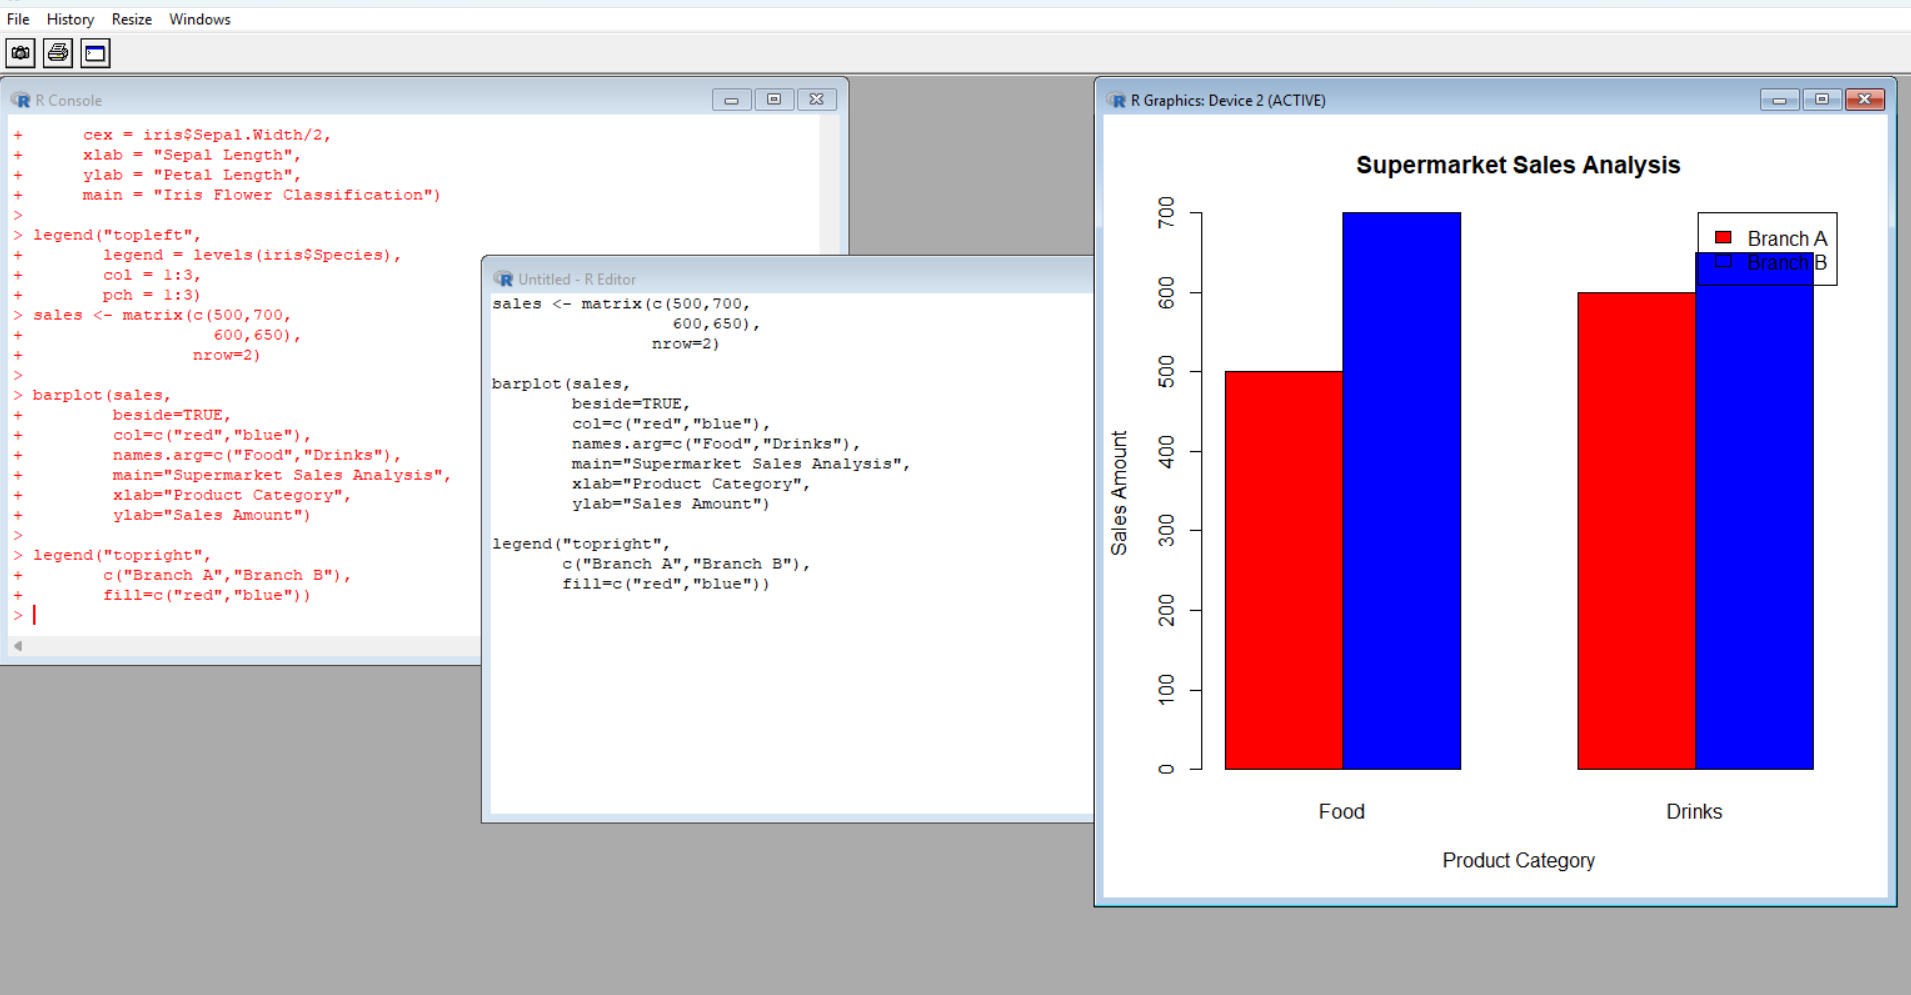 File History Resize Windows
R Console
+ cex = iris$Sepal.Width/2,
+ xlab = "Sepal Length",
+ ylab = "Petal Length",
+ main = "Iris Flower Classification")
>
> legend("topleft",
+ legend = levels(iris$Species),
+ col = 1:3,
+ pch = 1:3)
> sales <- matrix(c(500,700,
+ 600,650),
+ nrow=2)
>
> barplot(sales,
+ beside=TRUE,
+ col=c("red","blue"),
+ names.arg=c("Food","Drinks"),
+ main="Supermarket Sales Analysis",
+ xlab="Product Category",
+ ylab="Sales Amount")
>
> legend("topright",
+ c("Branch A","Branch B"),
+ fill=c("red","blue"))
>
Untitled - R Editor
sales <- matrix(c(500,700,
600,650),
nrow=2)
barplot(sales,
beside=TRUE,
col=c("red","blue"),
names.arg=c("Food","Drinks"),
main="Supermarket Sales Analysis",
xlab="Product Category",
ylab="Sales Amount")
legend("topright",
c("Branch A","Branch B"),
fill=c("red","blue"))
R Graphics: Device 2 (ACTIVE)
Supermarket Sales Analysis
Branch A
Branch B
700
600
500
400
300
200
100
0
Sales Amount
Food Drinks
Product Category